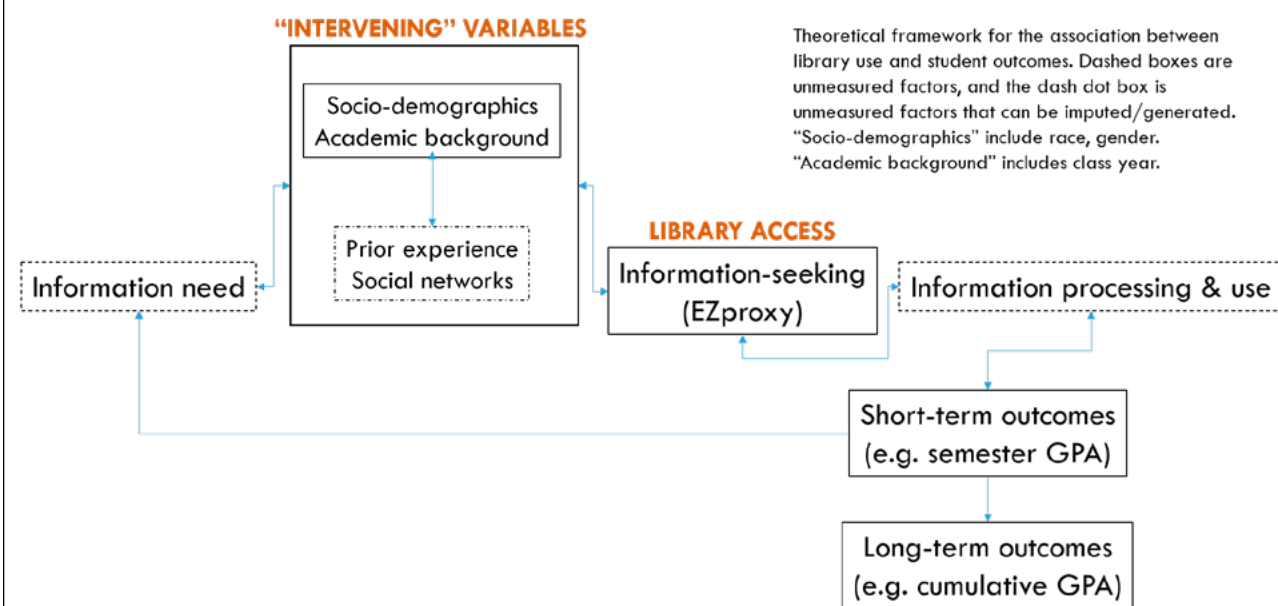 “INTERVENING” VARIABLES
Theoretical framework for the association between
library use and student outcomes. Dashed boxes are
unmeasured factors, and the dash dot box is
unmeasured factors that can be imputed/generated.
“Socio-demographics” include race, gender.
“Academic background” includes class year.
Socio-demographics
Academic background
Prior experience
Social networks
Information need
LIBRARY ACCESS
Information-seeking
(EZproxy)
Information processing & use
Short-term outcomes
(e.g. semester GPA)
Long-term outcomes
(e.g. cumulative GPA)